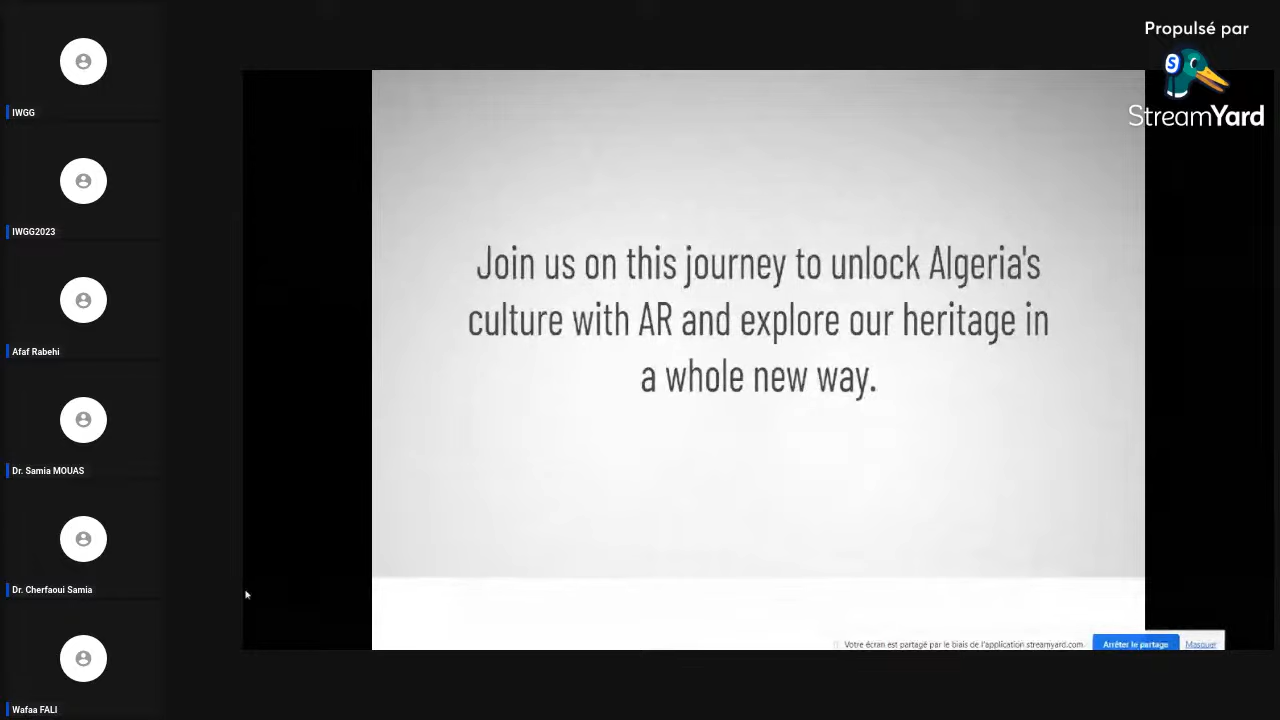 Propulsé par
StreamYard
IWGG
IWGG2023
Afaf Rabehi
Dr. Samia MOUAS
Dr. Cherfaoui Samia
Wafaa FALI
Join us on this journey to unlock Algeria's
culture with AR and explore our heritage in
a whole new way.
Votre écran est partagé par le biais de l'application streamyard.com.
Arrêter le partage
Masquer